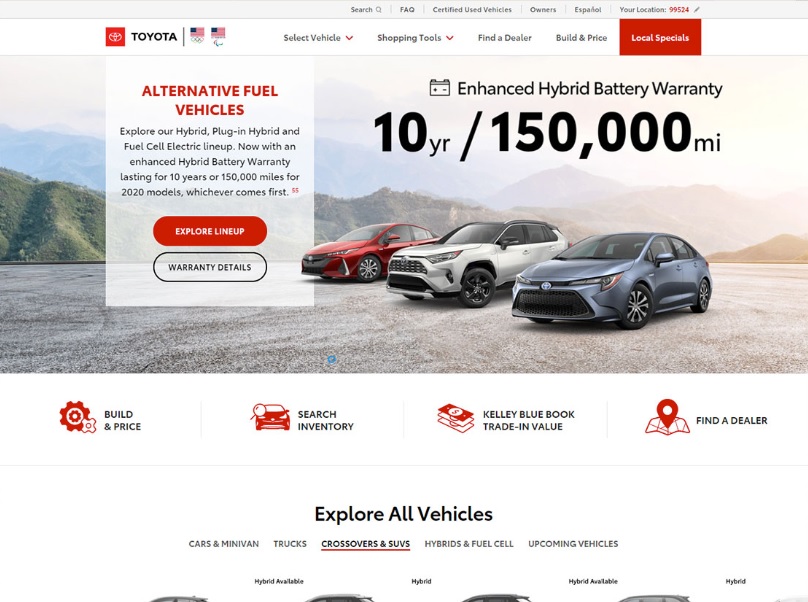 Search
FAQ
Certified Used Vehicles
Owners
Español
Your Location: 99524
TOYOTA
Select Vehicle
Shopping Tools
Find a Dealer
Build & Price
Local Specials
ALTERNATIVE FUEL
VEHICLES
Explore our Hybrid, Plug-in Hybrid and
Fuel Cell Electric lineup. Now with an
enhanced Hybrid Battery Warranty
lasting for 10 years or 150,000 miles for
2020 models, whichever comes first. 55
EXPLORE LINEUP
WARRANTY DETAILS
Enhanced Hybrid Battery Warranty
10yr / 150,000mi
BUILD
& PRICE
SEARCH
INVENTORY
KELLEY BLUE BOOK
TRADE-IN VALUE
FIND A DEALER
Explore All Vehicles
CARS & MINIVAN
TRUCKS
CROSSOVERS & SUVS
HYBRIDS & FUEL CELL
UPCOMING VEHICLES
Hybrid Available
Hybrid
Hybrid Available
Hybrid